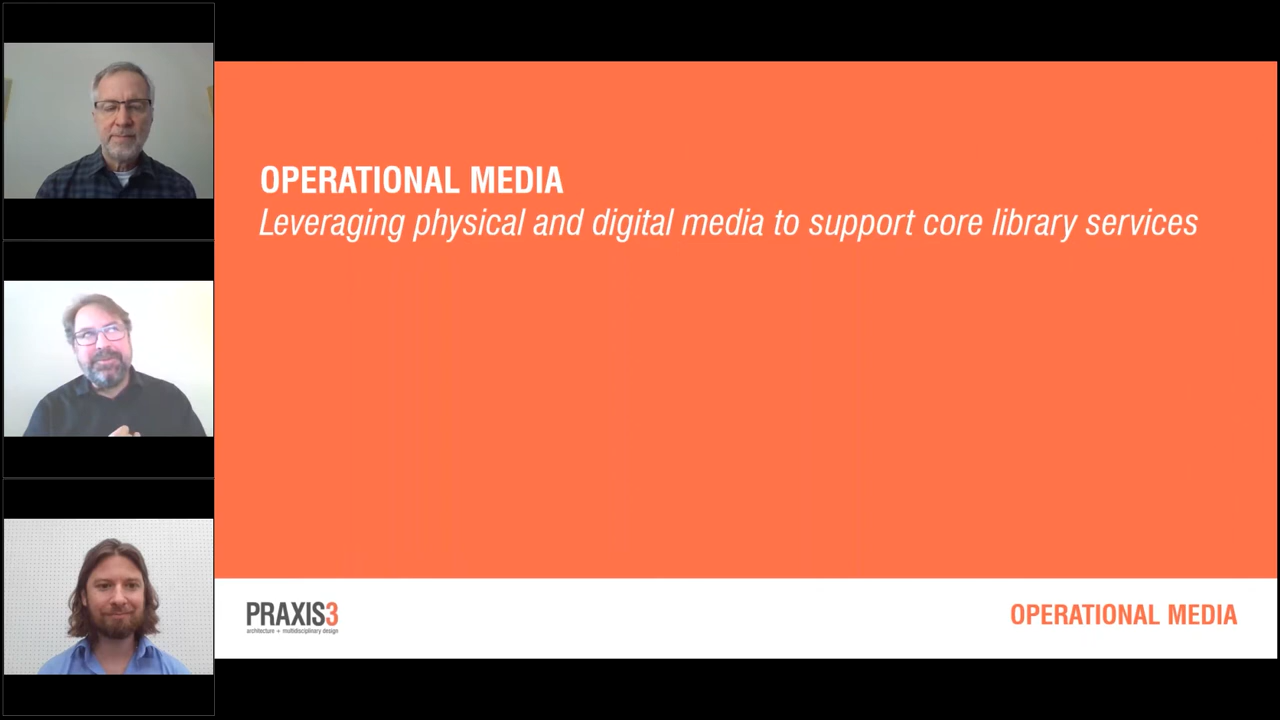 OPERATIONAL MEDIA
Leveraging physical and digital media to support core library services
PRAXIS3
architecture + multidisciplinary design
OPERATIONAL MEDIA